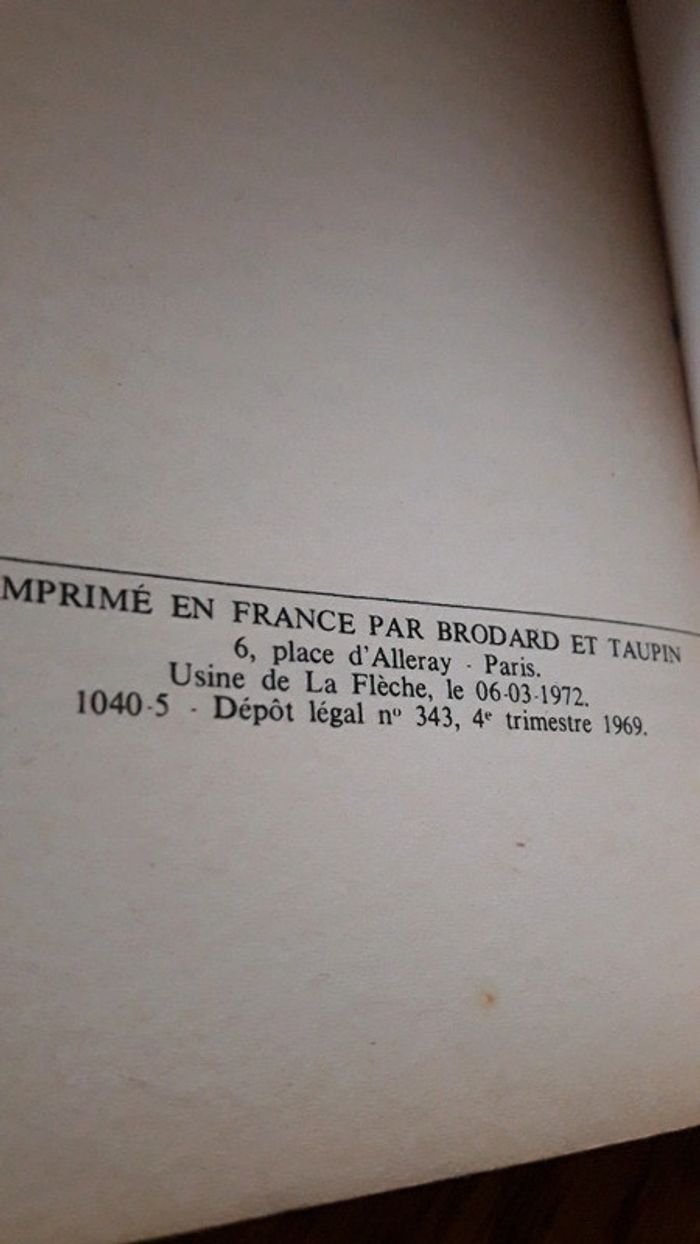 MPRIMÉ EN FRANCE PAR BRODARD ET TAUPIN
6, place d'Alleray - Paris.
Usine de La Flèche, le 06-03-1972.
1040-5 - Dépôt légal nº 343, 4e trimestre 1969.